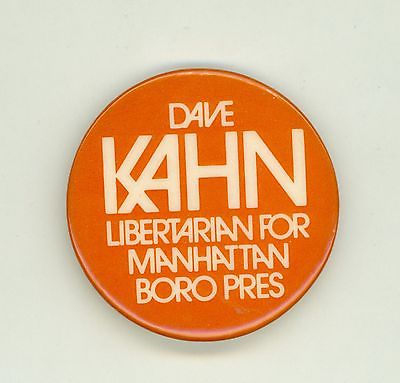 DAVE
KAHN
LIBERTARIAN FOR
MANHATTAN
BORO PRES